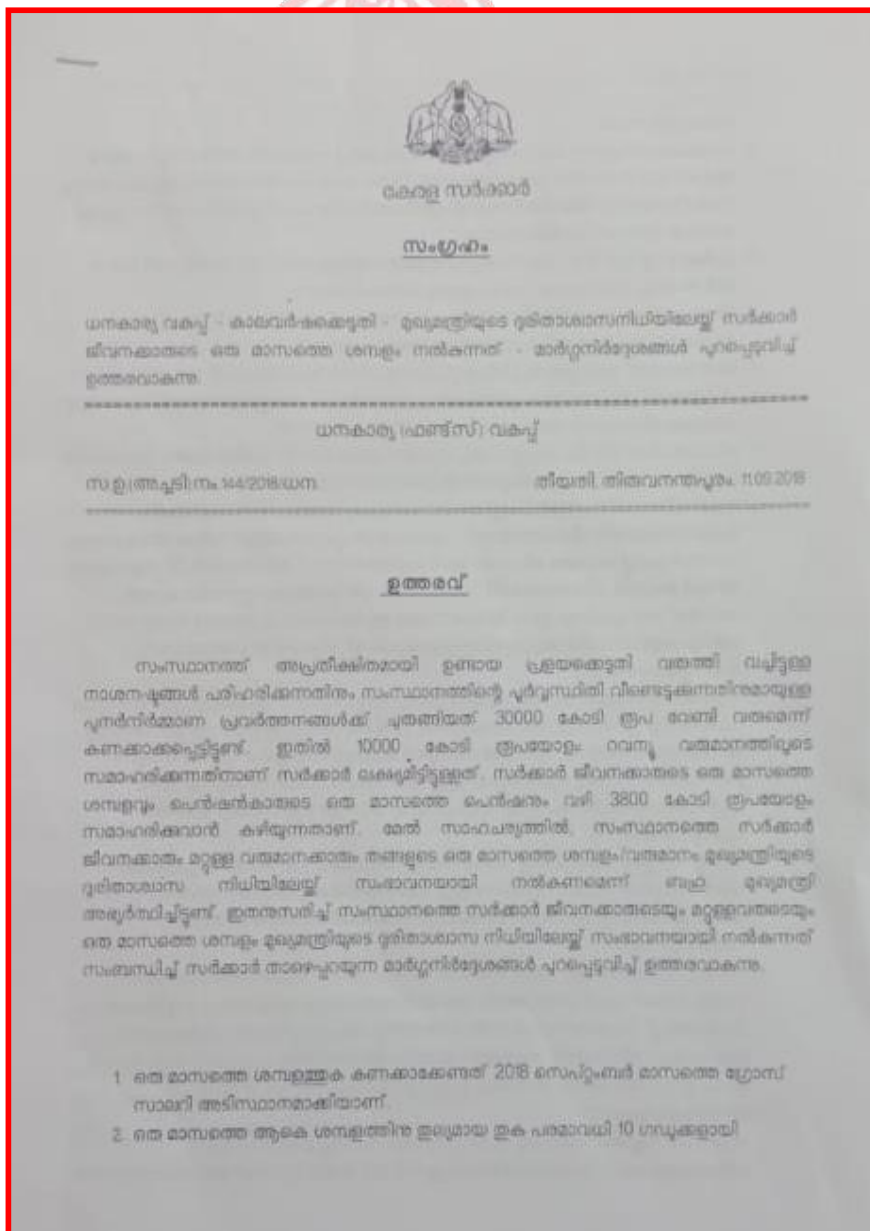 കേരള സർക്കാർ
സംഗ്രഹം
ധനകാര്യ വകുപ്പ് - കാലവർഷക്കെടുതി - മുഖ്യമന്ത്രിയുടെ ദുരിതാശ്വാസനിധിയിലേയ്ക്ക് സർക്കാർ
ജീവനക്കാരുടെ ഒരു മാസത്തെ ശമ്പളം നൽകുന്നത് - മാർഗ്ഗനിർദ്ദേശങ്ങൾ പുറപ്പെടുവിച്ച്
ഉത്തരവാകുന്നു.
ധനകാര്യ (ഫണ്ട്സ്) വകുപ്പ്
സ.ഉ.(അച്ചടി) നം.144/2018/ധന. തീയതി, തിരുവനന്തപുരം, 11.09.2018
ഉത്തരവ്
സംസ്ഥാനത്ത് അപ്രതീക്ഷിതമായി ഉണ്ടായ പ്രളയക്കെടുതി വരുത്തി വച്ചിട്ടുള്ള
നാശനഷ്ടങ്ങൾ പരിഹരിക്കുന്നതിനും സംസ്ഥാനത്തിന്റെ പൂർവ്വസ്ഥിതി വീണ്ടെടുക്കുന്നതിനുമായുള്ള
പുനർനിർമ്മാണ പ്രവർത്തനങ്ങൾക്ക് ചുരുങ്ങിയത് 30000 കോടി രൂപ വേണ്ടി വരുമെന്ന്
കണക്കാക്കപ്പെട്ടിട്ടുണ്ട്. ഇതിൽ 10000 കോടി രൂപയോളം റവന്യൂ വരുമാനത്തിലൂടെ
സമാഹരിക്കുന്നതിനാണ് സർക്കാർ ലക്ഷ്യമിട്ടിട്ടുള്ളത്. സർക്കാർ ജീവനക്കാരുടെ ഒരു മാസത്തെ
ശമ്പളവും പെൻഷൻകാരുടെ ഒരു മാസത്തെ പെൻഷനും വഴി 3800 കോടി രൂപയോളം
സമാഹരിക്കുവാൻ കഴിയുന്നതാണ്. മേൽ സാഹചര്യത്തിൽ, സംസ്ഥാനത്തെ സർക്കാർ
ജീവനക്കാരും മറ്റുള്ള വരുമാനക്കാരും തങ്ങളുടെ ഒരു മാസത്തെ ശമ്പളം/വരുമാനം മുഖ്യമന്ത്രിയുടെ
ദുരിതാശ്വാസ നിധിയിലേയ്ക്ക് സംഭാവനയായി നൽകണമെന്ന് ബഹു മുഖ്യമന്ത്രി
അഭ്യർത്ഥിച്ചിട്ടുണ്ട്. ഇതനുസരിച്ച് സംസ്ഥാനത്തെ സർക്കാർ ജീവനക്കാരുടെയും മറ്റുള്ളവരുടെയും
ഒരു മാസത്തെ ശമ്പളം മുഖ്യമന്ത്രിയുടെ ദുരിതാശ്വാസ നിധിയിലേയ്ക്ക് സംഭാവനയായി നൽകുന്നത്
സംബന്ധിച്ച് സർക്കാർ താഴെപ്പറയുന്ന മാർഗ്ഗനിർദ്ദേശങ്ങൾ പുറപ്പെടുവിച്ച് ഉത്തരവാകുന്നു.
1. ഒരു മാസത്തെ ശമ്പളത്തുക കണക്കാക്കേണ്ടത് 2018 സെപ്റ്റംബർ മാസത്തെ ഗ്രോസ്
സാലറി അടിസ്ഥാനമാക്കിയാണ്.
2. ഒരു മാസത്തെ ആകെ ശമ്പളത്തിനു തുല്യമായ തുക പരമാവധി 10 ഗഡുക്കളായി